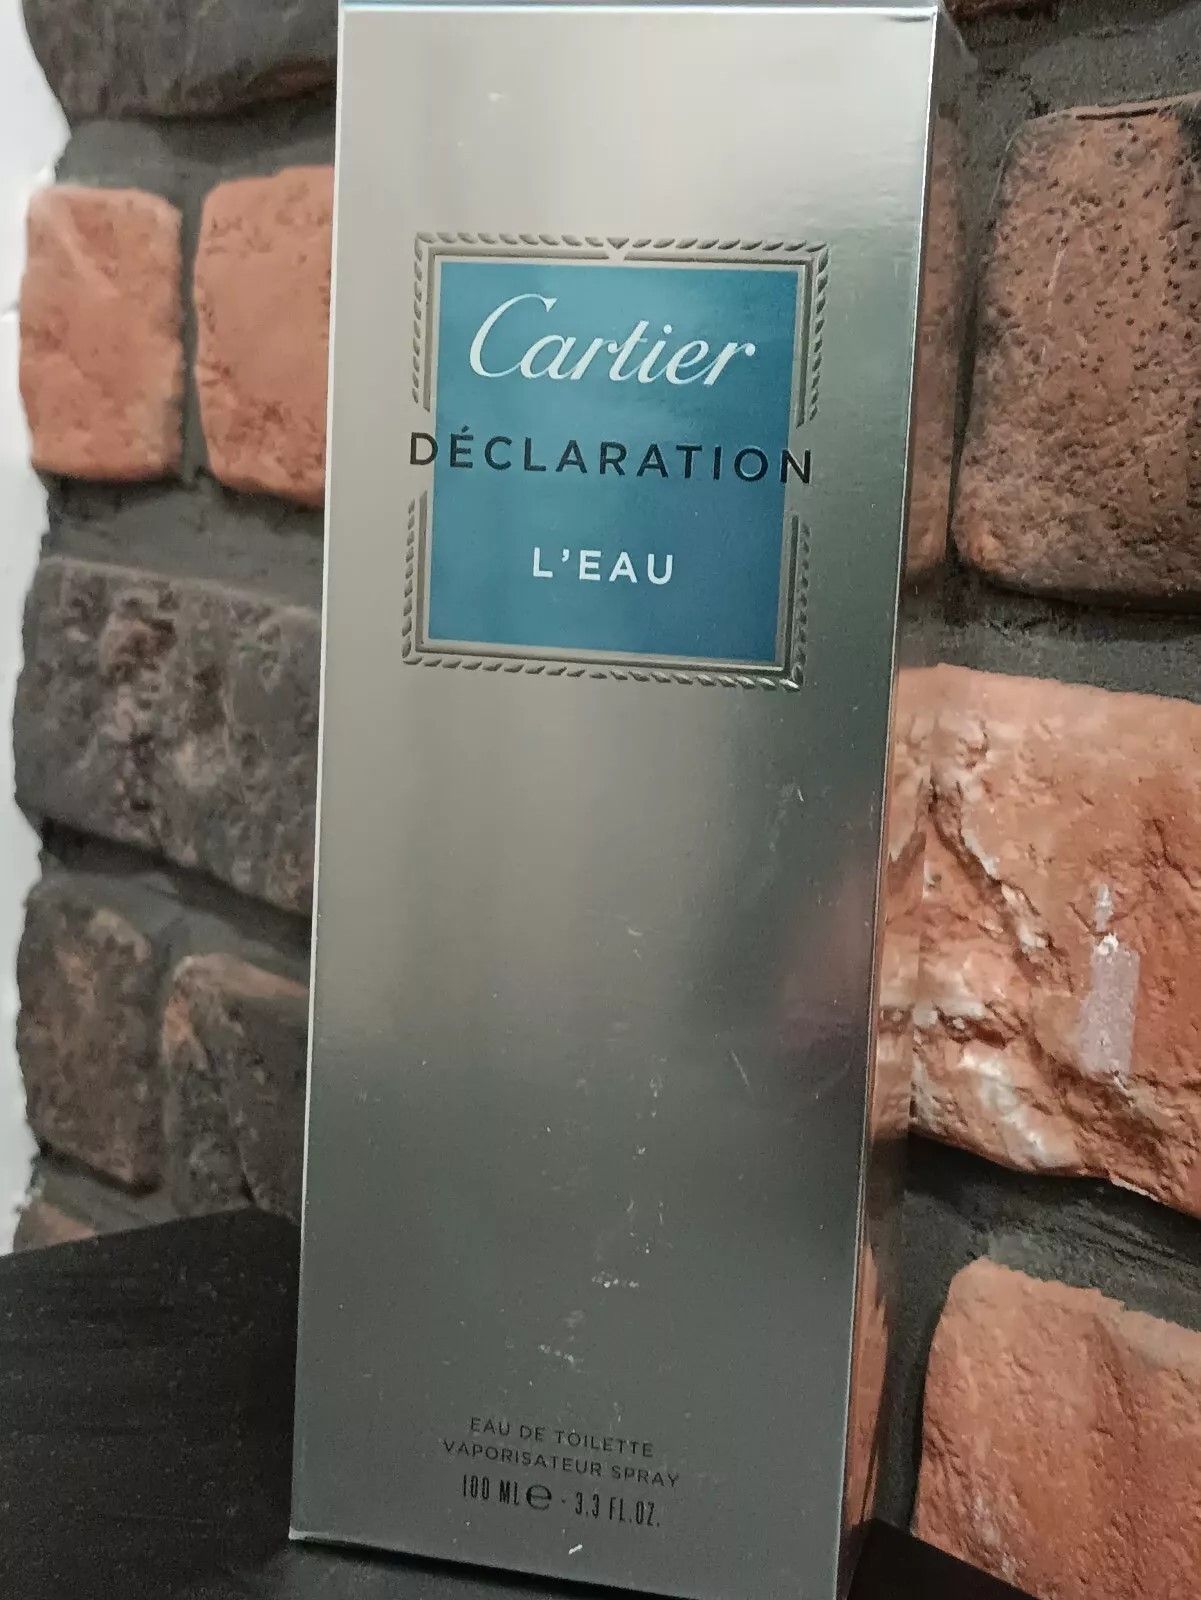 Cartier
DÉCLARATION
L'EAU
EAU DE TOILETTE
VAPORISATEUR SPRAY
100 ML ℮ - 3.3 FL.OZ.